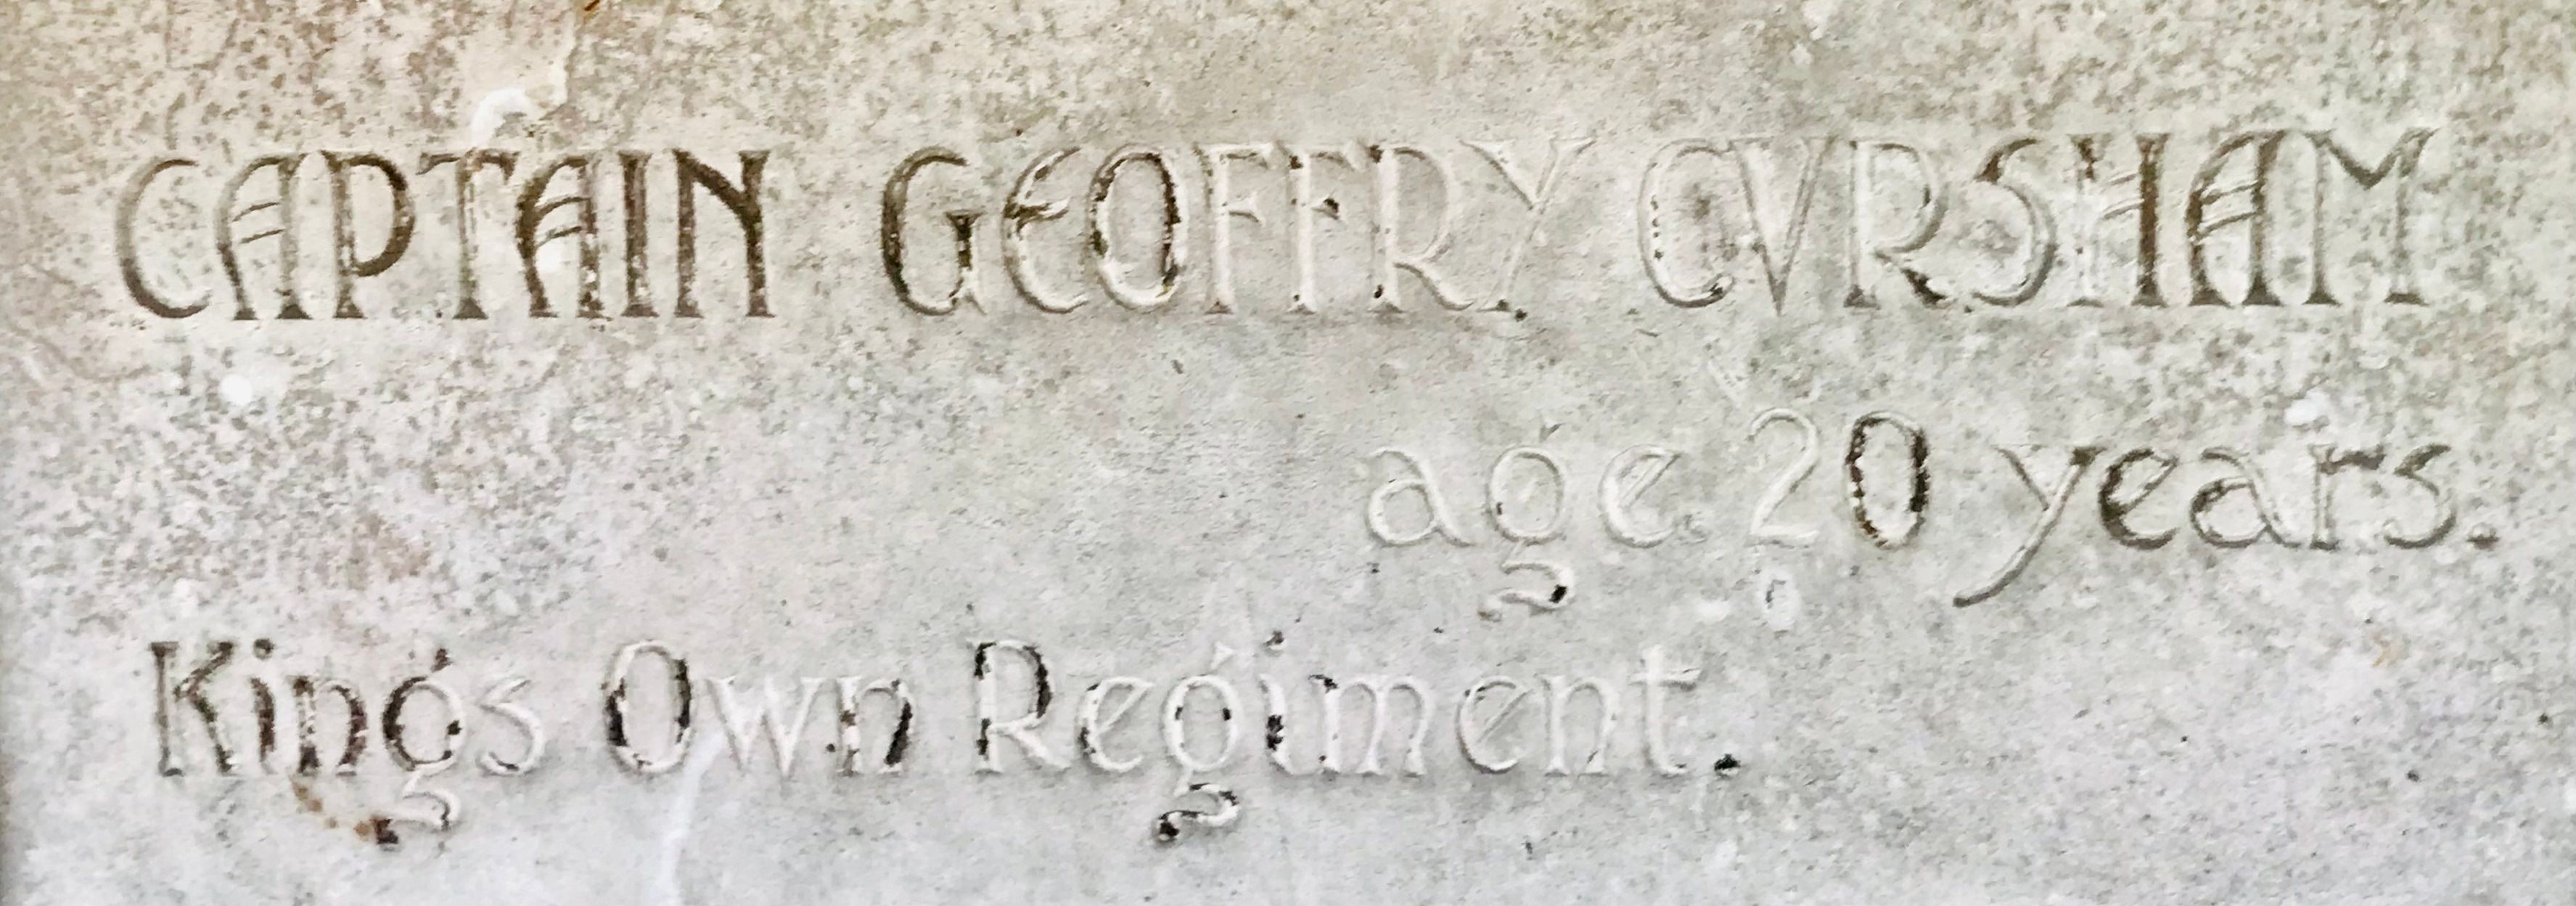 CAPTAIN GEOFFRY CVRSHAM
age 20 years.
Kings Own Regiment.